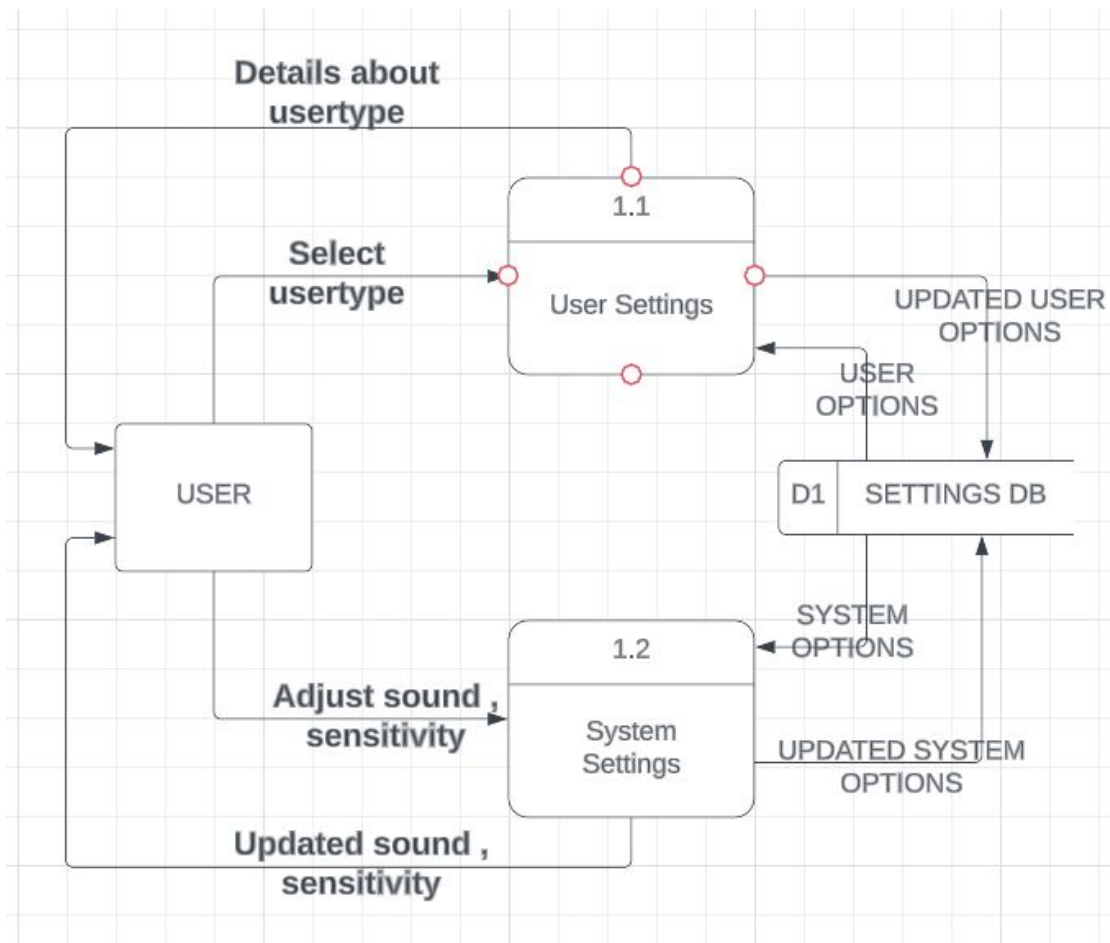 Details about
usertype
1.1
Select
usertype
User Settings
UPDATED USER
OPTIONS
USER
OPTIONS
USER
D1
SETTINGS DB
SYSTEM
OPTIONS
1.2
Adjust sound ,
sensitivity
System
Settings
UPDATED SYSTEM
OPTIONS
Updated sound ,
sensitivity